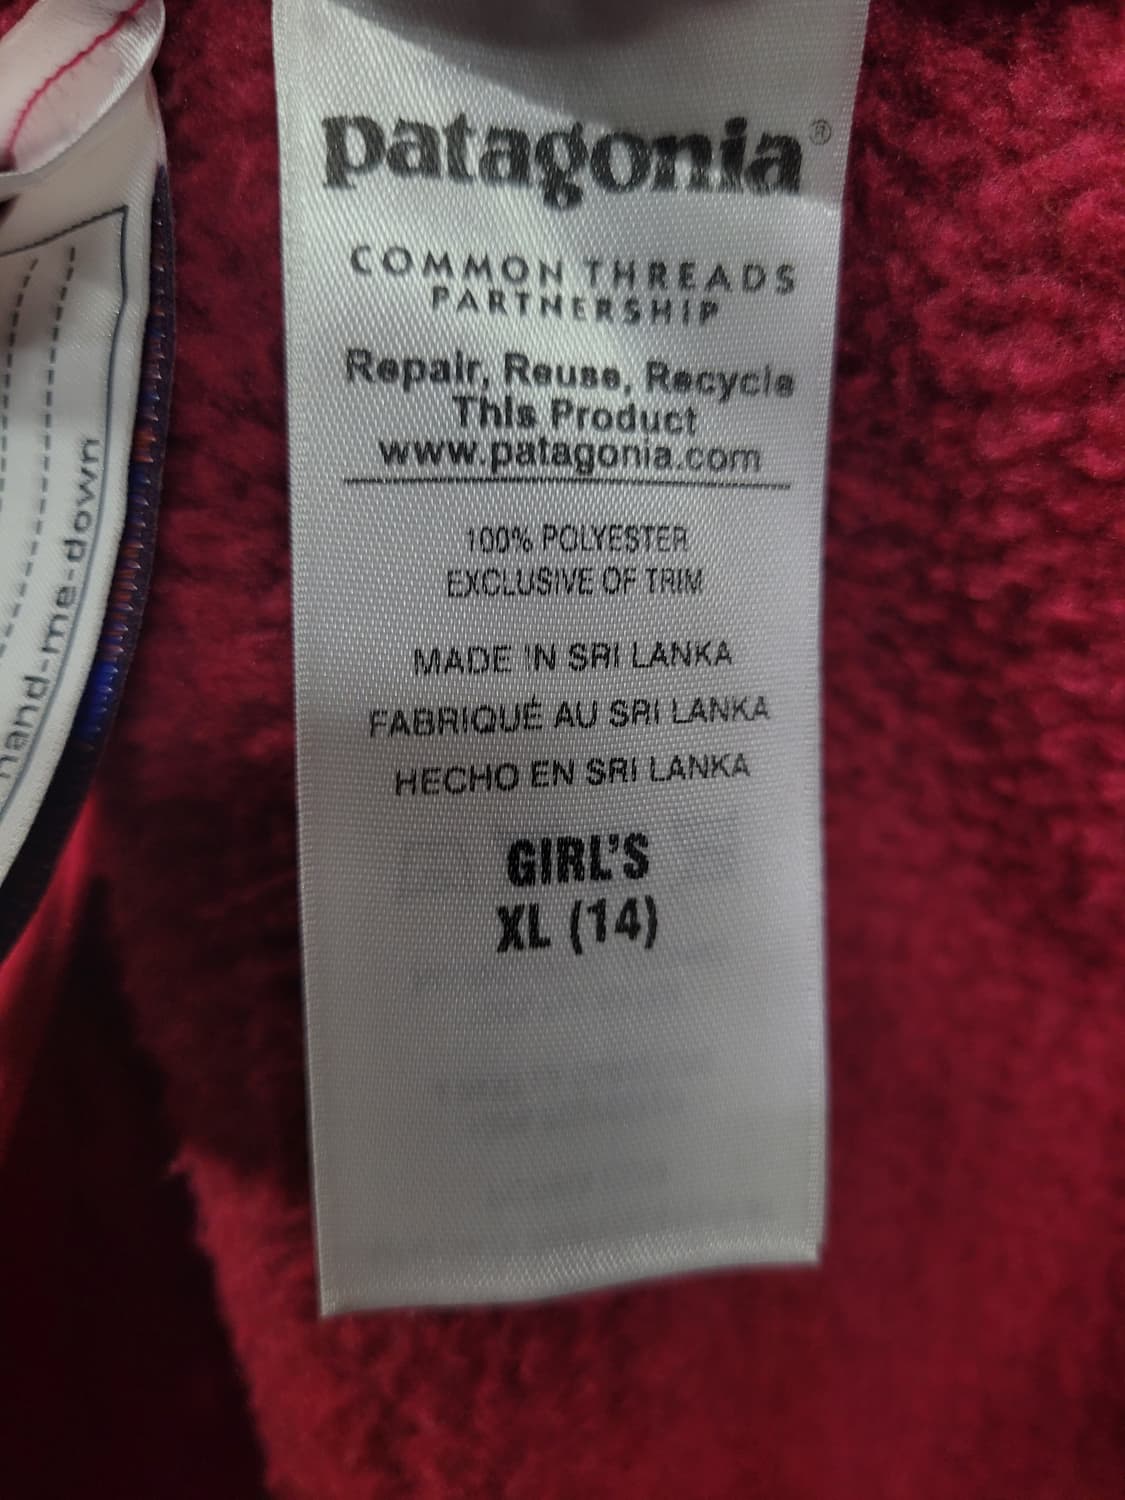 patagonia®
COMMON THREADS
PARTNERSHIP
Repair, Reuse, Recycle
This Product
www.patagonia.com
100% POLYESTER
EXCLUSIVE OF TRIM
MADE IN SRI LANKA
FABRIQUÉ AU SRI LANKA
HECHO EN SRI LANKA
GIRL'S
XL (14)
hand-me-down